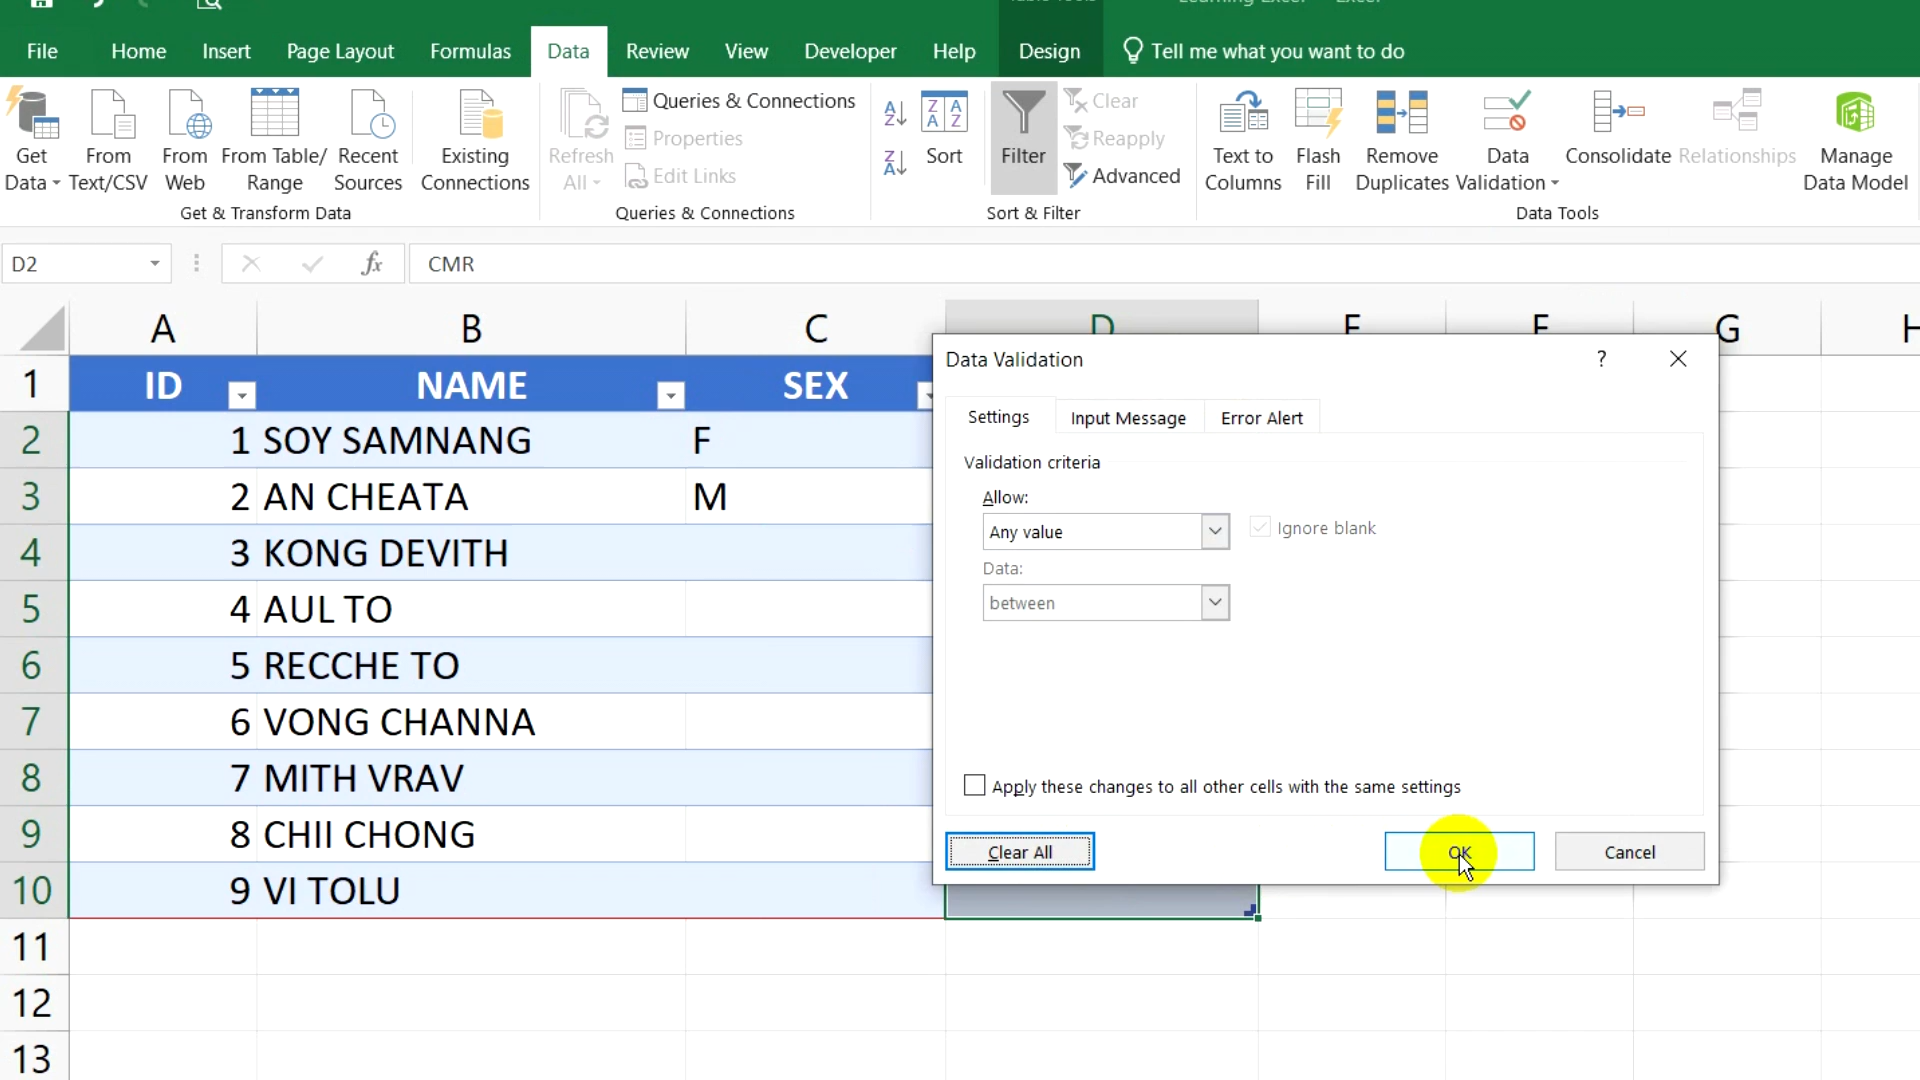 File Home Insert Page Layout Formulas Data Review View Developer Help Design Tell me what you want to do
Get Data
From Text/CSV
From Web
From Table/ Range
Recent Sources
Existing Connections
Get & Transform Data
Refresh All
Queries & Connections
Properties
Edit Links
Queries & Connections
Sort
Filter
Clear
Reapply
Advanced
Sort & Filter
Text to Columns
Flash Fill
Remove Duplicates
Data Validation
Consolidate
Relationships
Manage Data Model
Data Tools
D2 fx CMR
A B C D G
1 ID NAME SEX
2 1 SOY SAMNANG F
3 2 AN CHEATA M
4 3 KONG DEVITH
5 4 AUL TO
6 5 RECCHE TO
7 6 VONG CHANNA
8 7 MITH VRAV
9 8 CHII CHONG
10 9 VI TOLU
11
12
13
Data Validation ?
Settings Input Message Error Alert
Validation criteria
Allow:
Any value Ignore blank
Data:
between
Apply these changes to all other cells with the same settings
Clear All OK Cancel